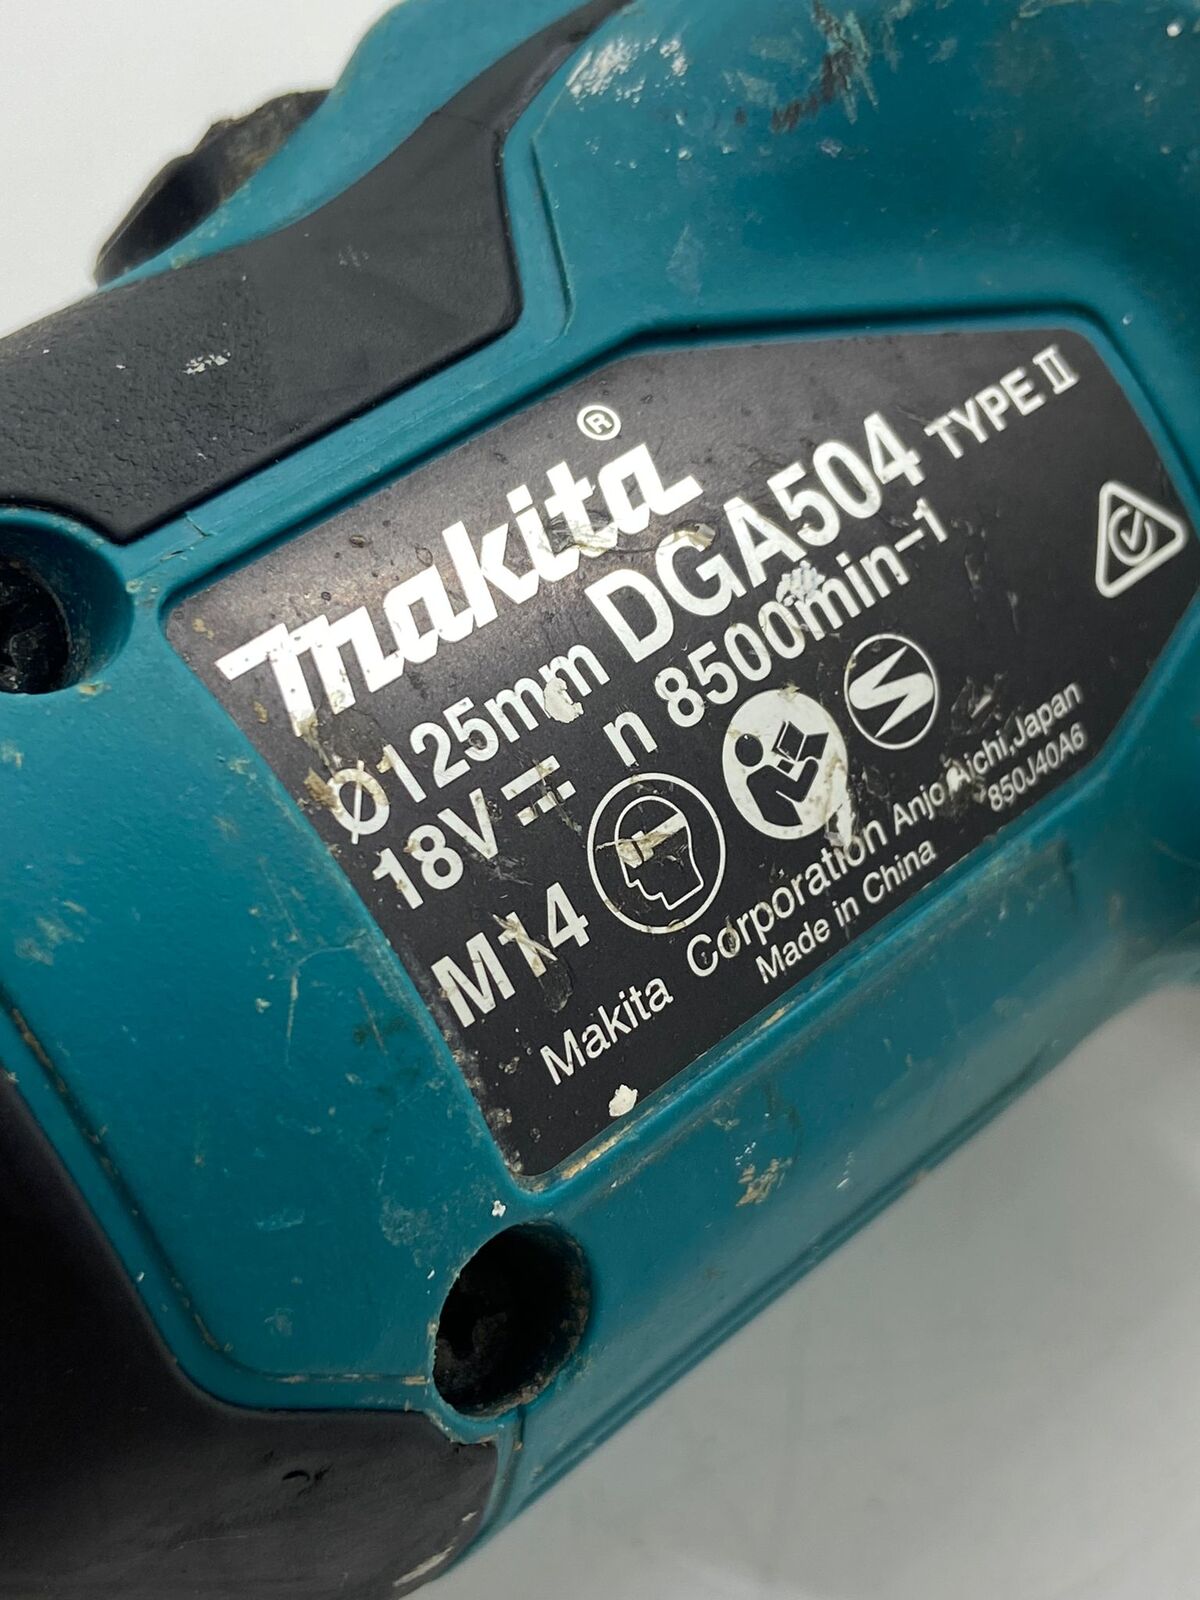 makita®
Ø125mm DGA504 TYPE II
18V⎓ n 8500min-1
M14
Makita Corporation Anjo,Aichi,Japan
Made in China 850J40A6